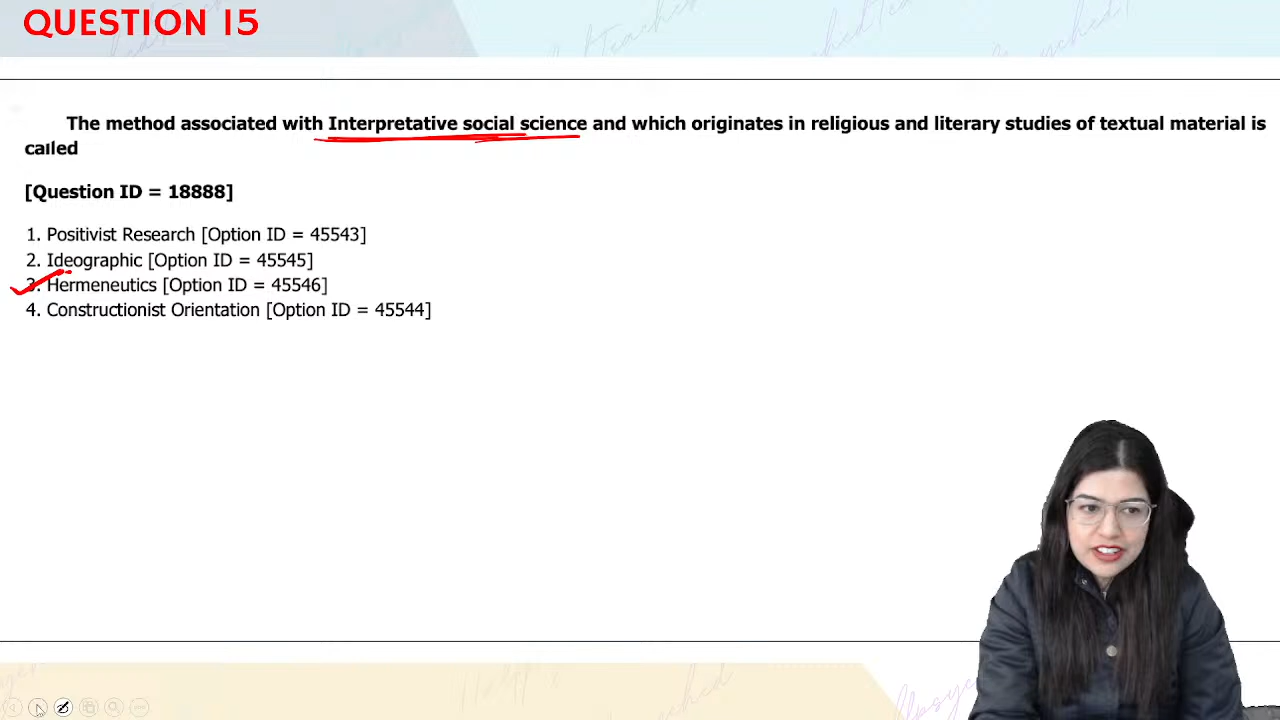 QUESTION 15
The method associated with Interpretative social science and which originates in religious and literary studies of textual material is
called
[Question ID = 18888]
1. Positivist Research [Option ID = 45543]
2. Ideographic [Option ID = 45545]
3. Hermeneutics [Option ID = 45546]
4. Constructionist Orientation [Option ID = 45544]